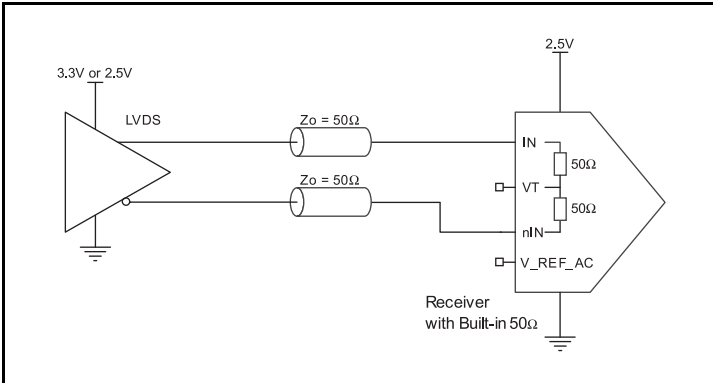 2.5V
3.3V or 2.5V
LVDS
Zo = 50Ω
IN
50Ω
Zo = 50Ω
VT
50Ω
nIN
V_REF_AC
Receiver
with Built-in 50Ω